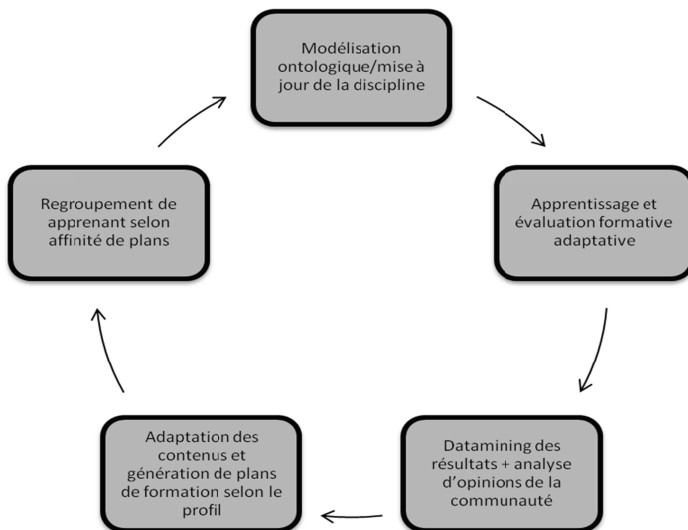 Modélisation
ontologique/mise à
jour de la discipline
Apprentissage et
évaluation formative
adaptative
Datamining des
résultats + analyse
d'opinions de la
communauté
Adaptation des
contenus et
génération de plans
de formation selon le
profil
Regroupement de
apprenant selon
affinité de plans